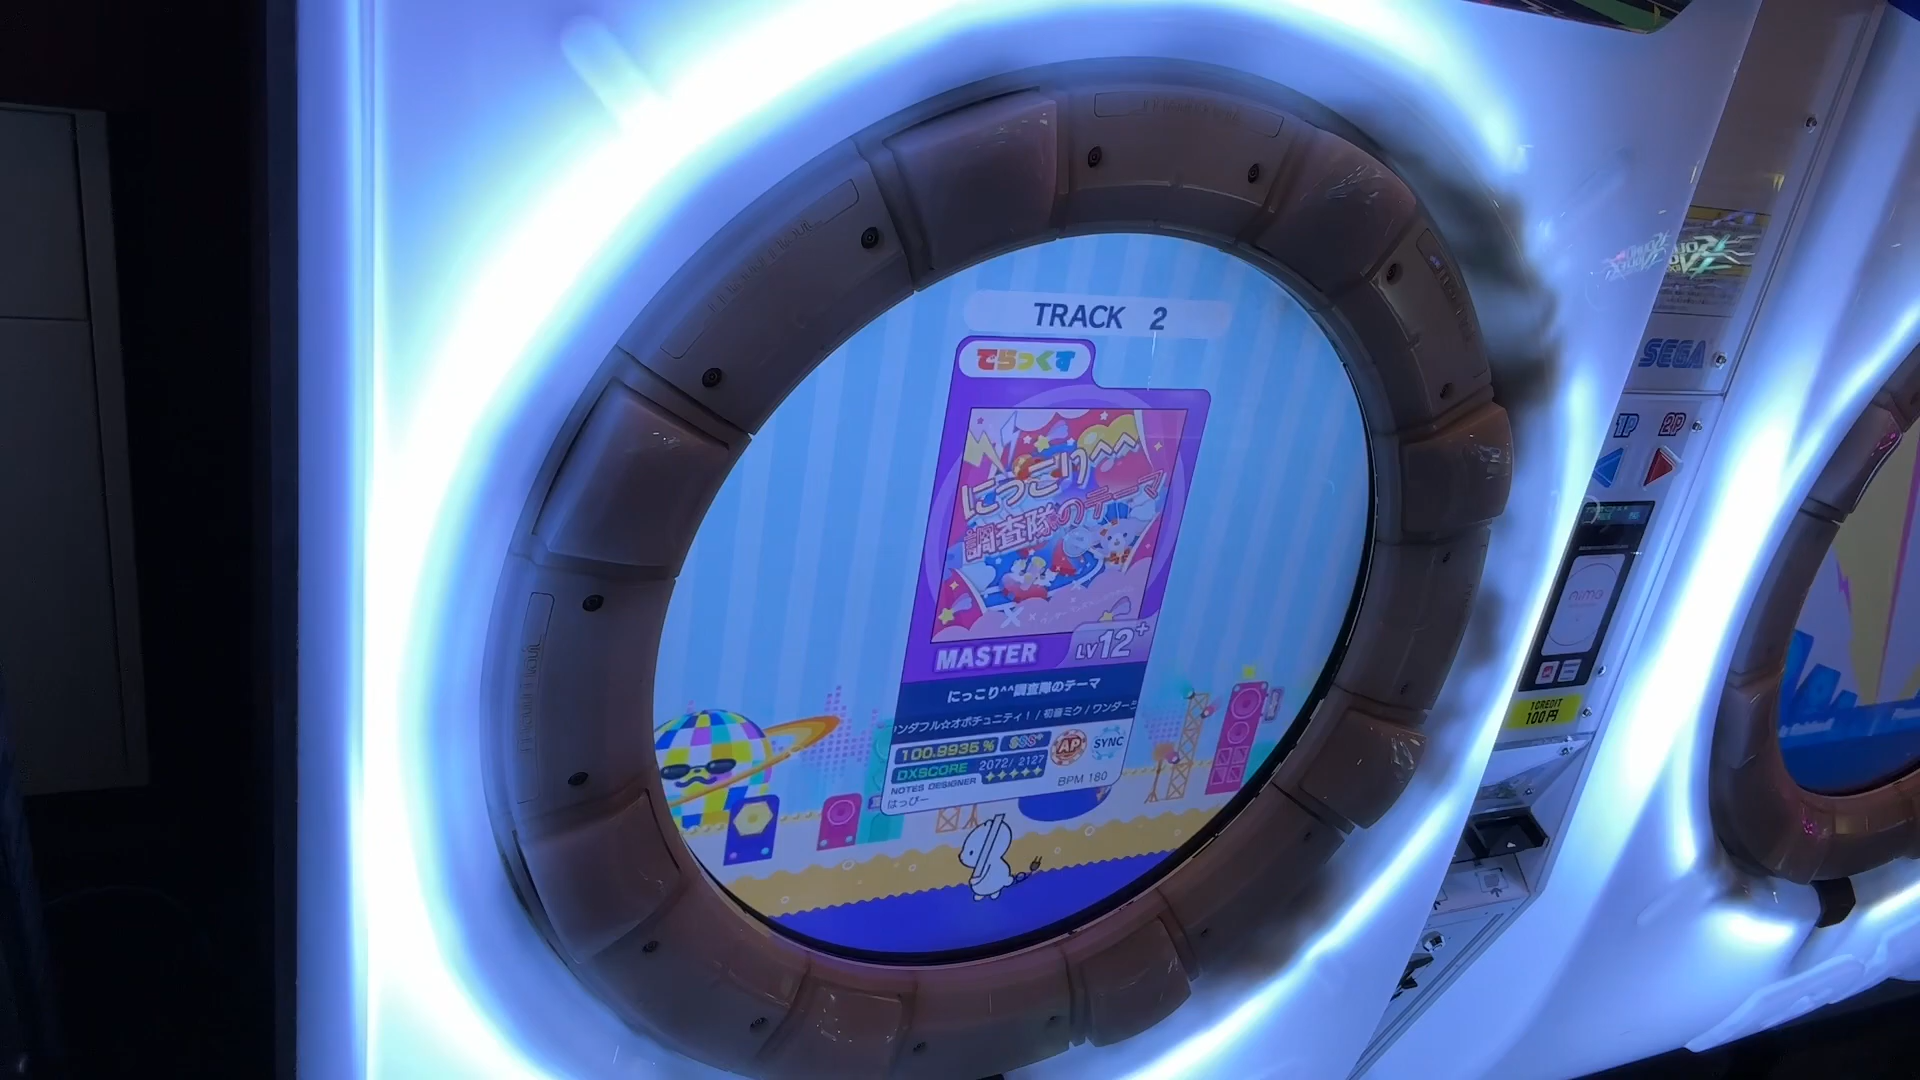 TRACK 2
でらっくす
にっこり^^
調査隊のテーマ
MASTER LV12+
にっこり^^調査隊のテーマ
ンダフル☆オポチュニティ! / 初音ミク / ワンダー
100.9935% SSS+
AP SYNC
DXSCORE 2072/ 2127
NOTES DESIGNER
はっぴー
BPM 180
SEGA
1P 2P
aime
1CREDIT
100円